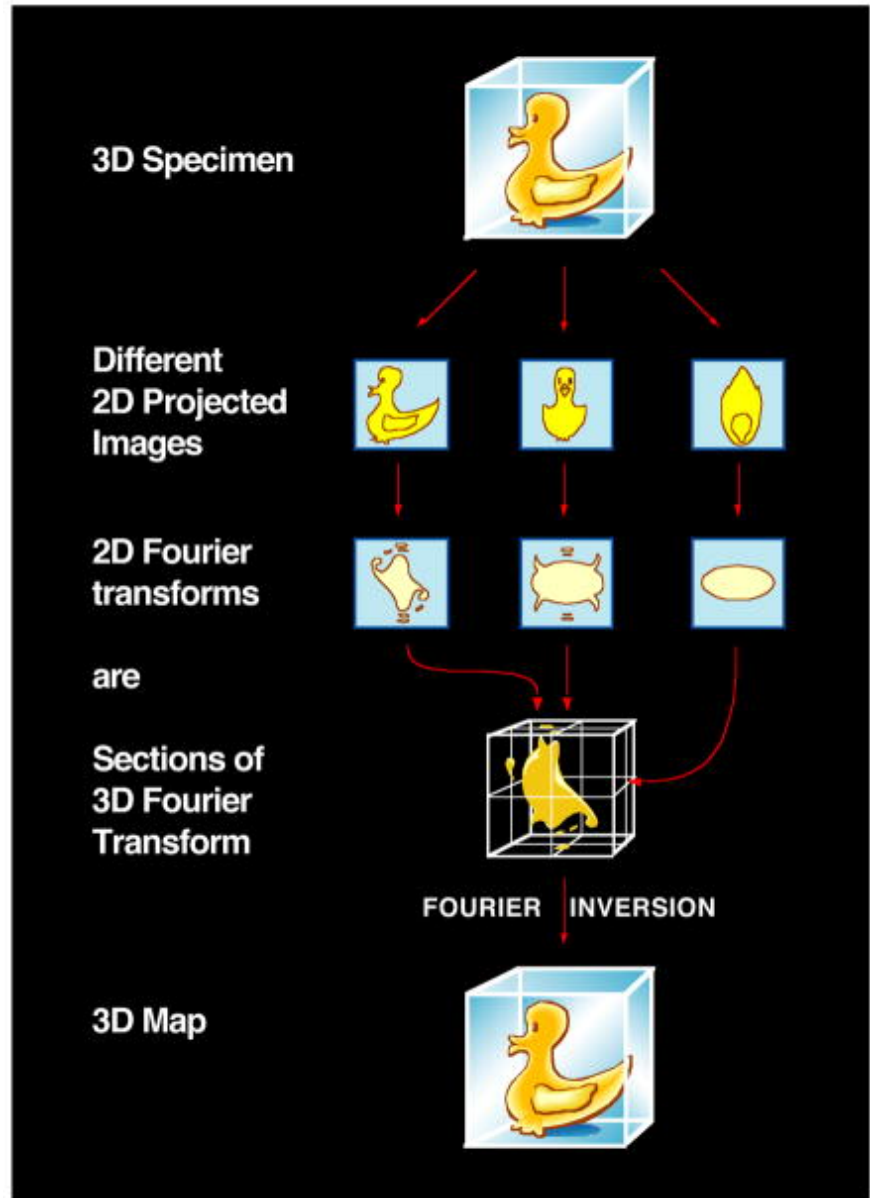 3D Specimen
Different
2D Projected
Images
2D Fourier
transforms
are
Sections of
3D Fourier
Transform
FOURIER INVERSION
3D Map